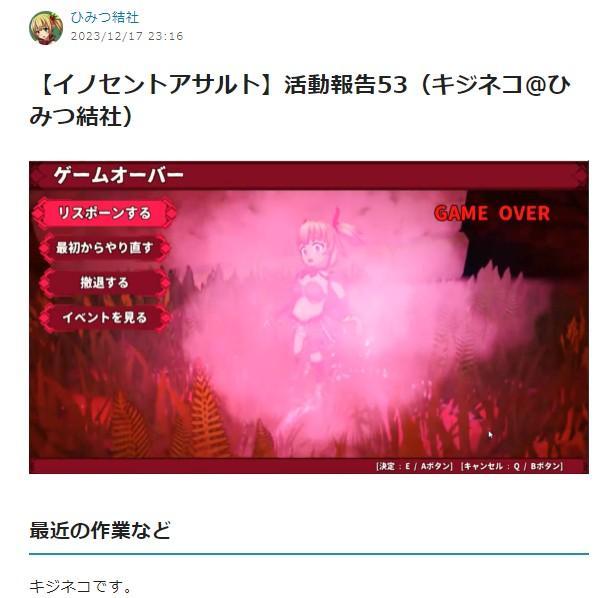 ひみつ結社
2023/12/17 23:16
【イノセントアサルト】活動報告53（キジネコ@ひ
みつ結社）
ゲームオーバー
リスポーンする
GAME OVER
最初からやり直す
撤退する
イベントを見る
[決定 : E / Aボタン] [キャンセル : Q / Bボタン]
最近の作業など
キジネコです。